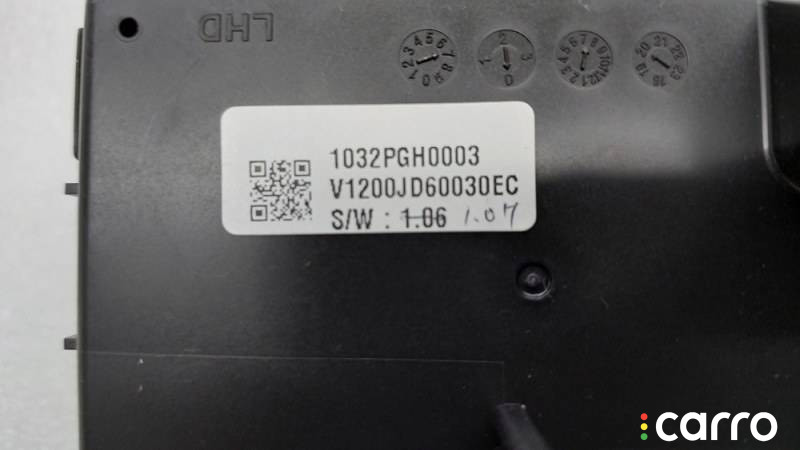 LHD
1032PGH0003
V1200JD60030EC
S/W : 1.06 1.07
carro